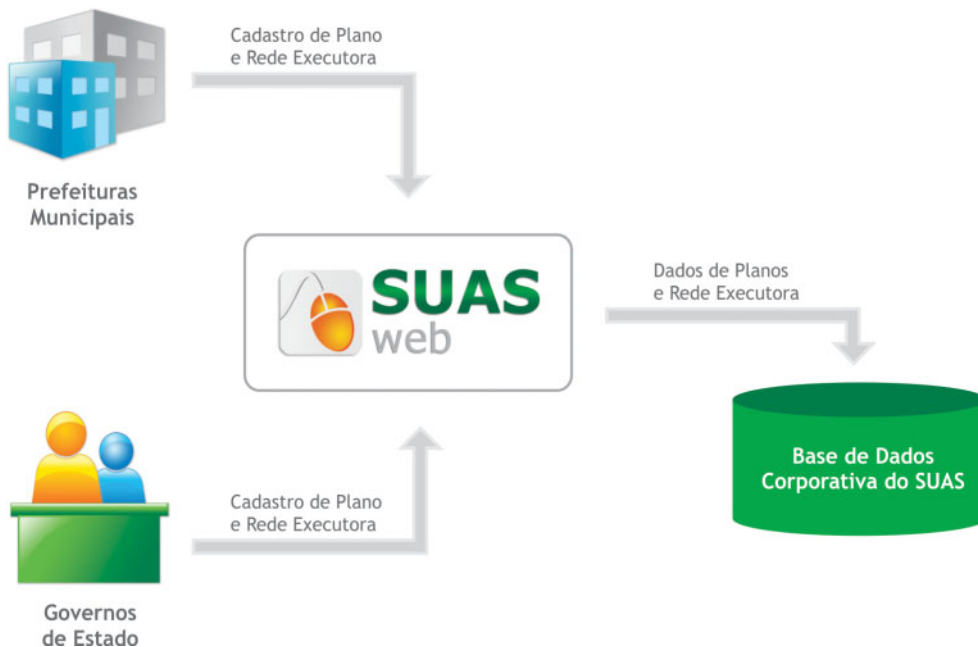 Cadastro de Plano
e Rede Executora
Prefeituras
Municipais
SUAS
web
Dados de Planos
e Rede Executora
Base de Dados
Corporativa do SUAS
Cadastro de Plano
e Rede Executora
Governos
de Estado